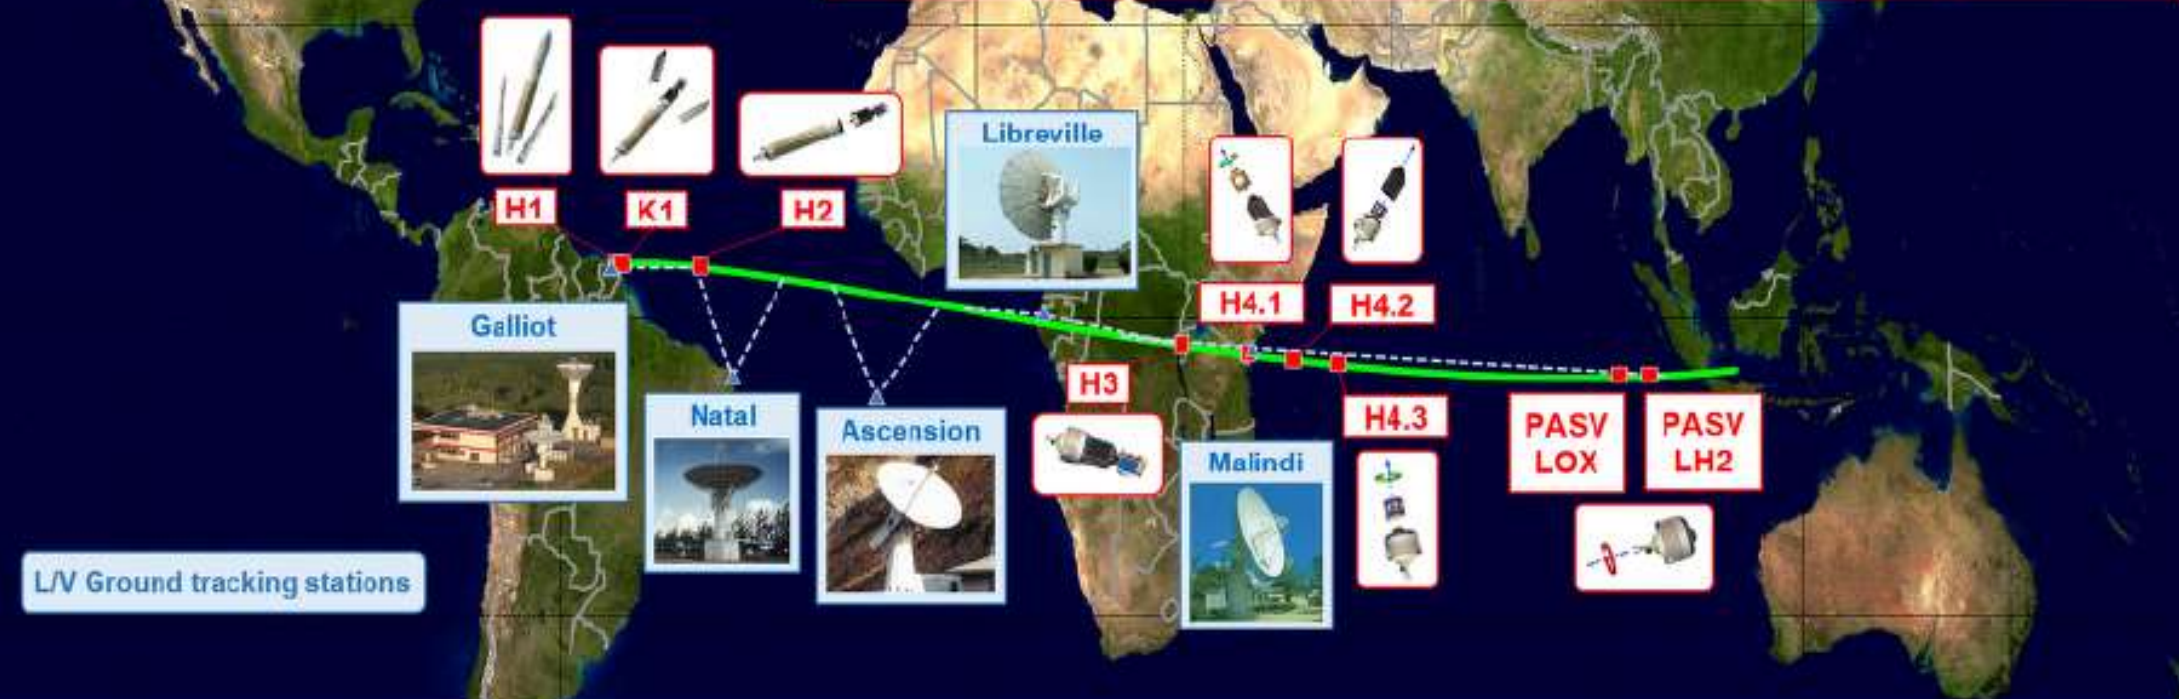 H1
K1
H2
Libreville
H4.1
H4.2
Galliot
Natal
Ascension
H3
Malindi
H4.3
PASV
LOX
PASV
LH2
L/V Ground tracking stations